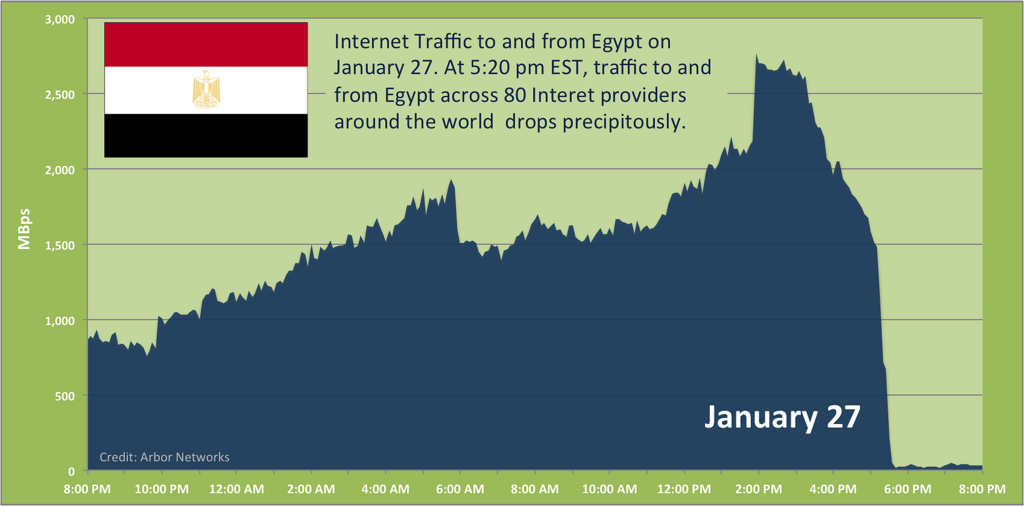 3,000
Internet Traffic to and from Egypt on
January 27. At 5:20 pm EST, traffic to and
2,500
from Egypt across 80 Interet providers
around the world drops precipitously.
2,000
MBps
1,500
1,000
500
January 27
Credit: Arbor Networks
0
8:00 PM 10:00 PM 12:00 AM 2:00 AM 4:00 AM 6:00 AM 8:00 AM 10:00 AM 12:00 PM 2:00 PM 4:00 PM 6:00 PM 8:00 PM